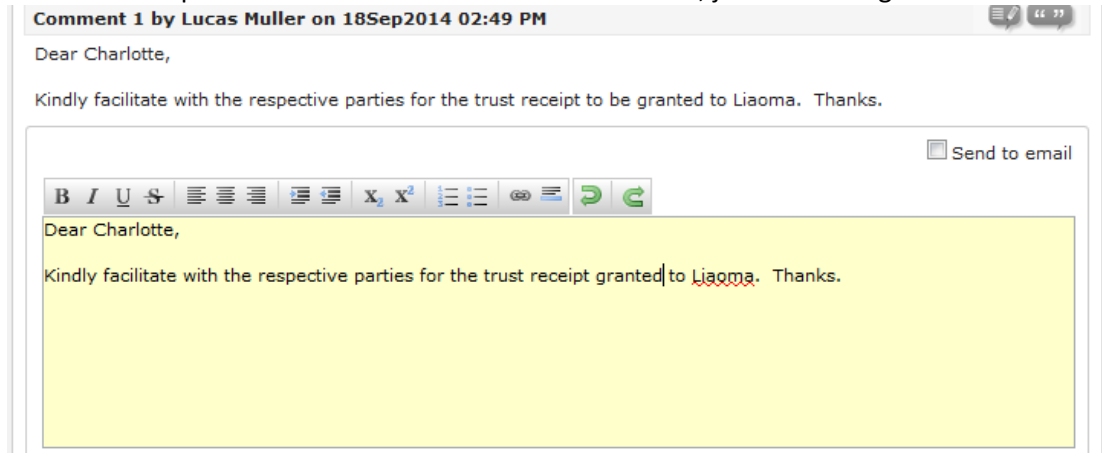 Comment 1 by Lucas Muller on 18Sep2014 02:49 PM
Dear Charlotte,
Kindly facilitate with the respective parties for the trust receipt to be granted to Liaoma.  Thanks.
Send to email
B I U S X2 X2
Dear Charlotte,
Kindly facilitate with the respective parties for the trust receipt granted to Liaoma.  Thanks.